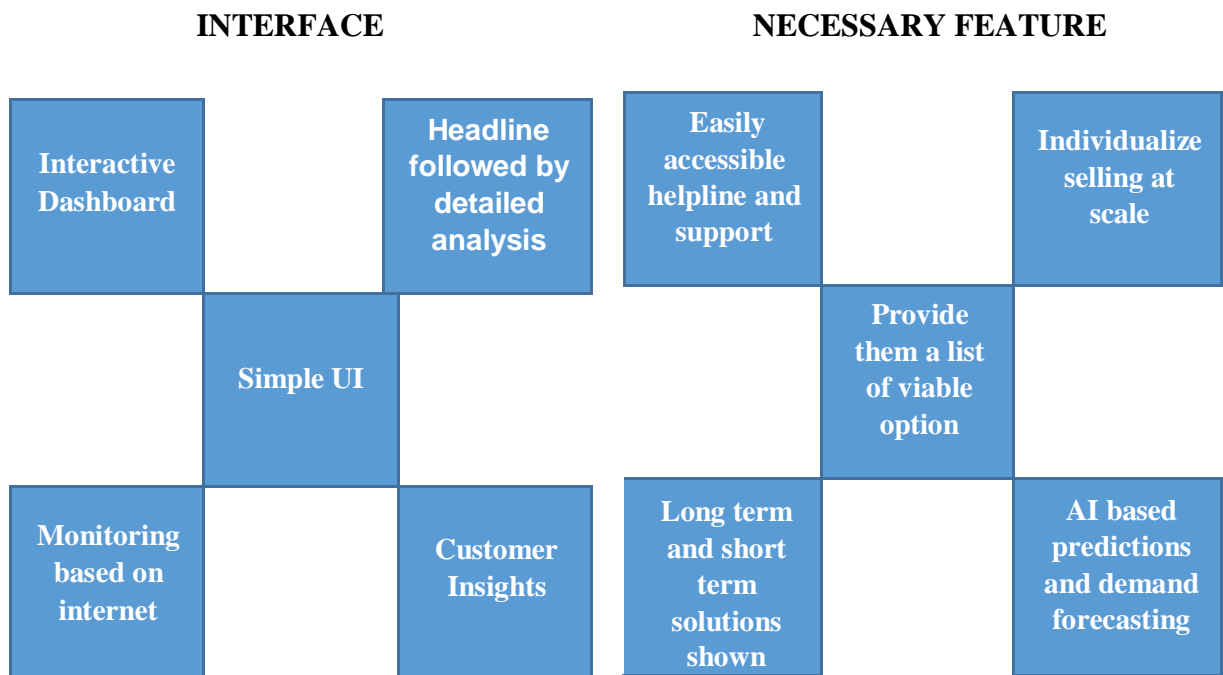 INTERFACE
Interactive
Dashboard
Headline
followed by
detailed
analysis
Simple UI
Monitoring
based on
internet
Customer
Insights
NECESSARY FEATURE
Easily
accessible
helpline and
support
Individualize
selling at
scale
Provide
them a list
of viable
option
Long term
and short
term
solutions
shown
AI based
predictions
and demand
forecasting